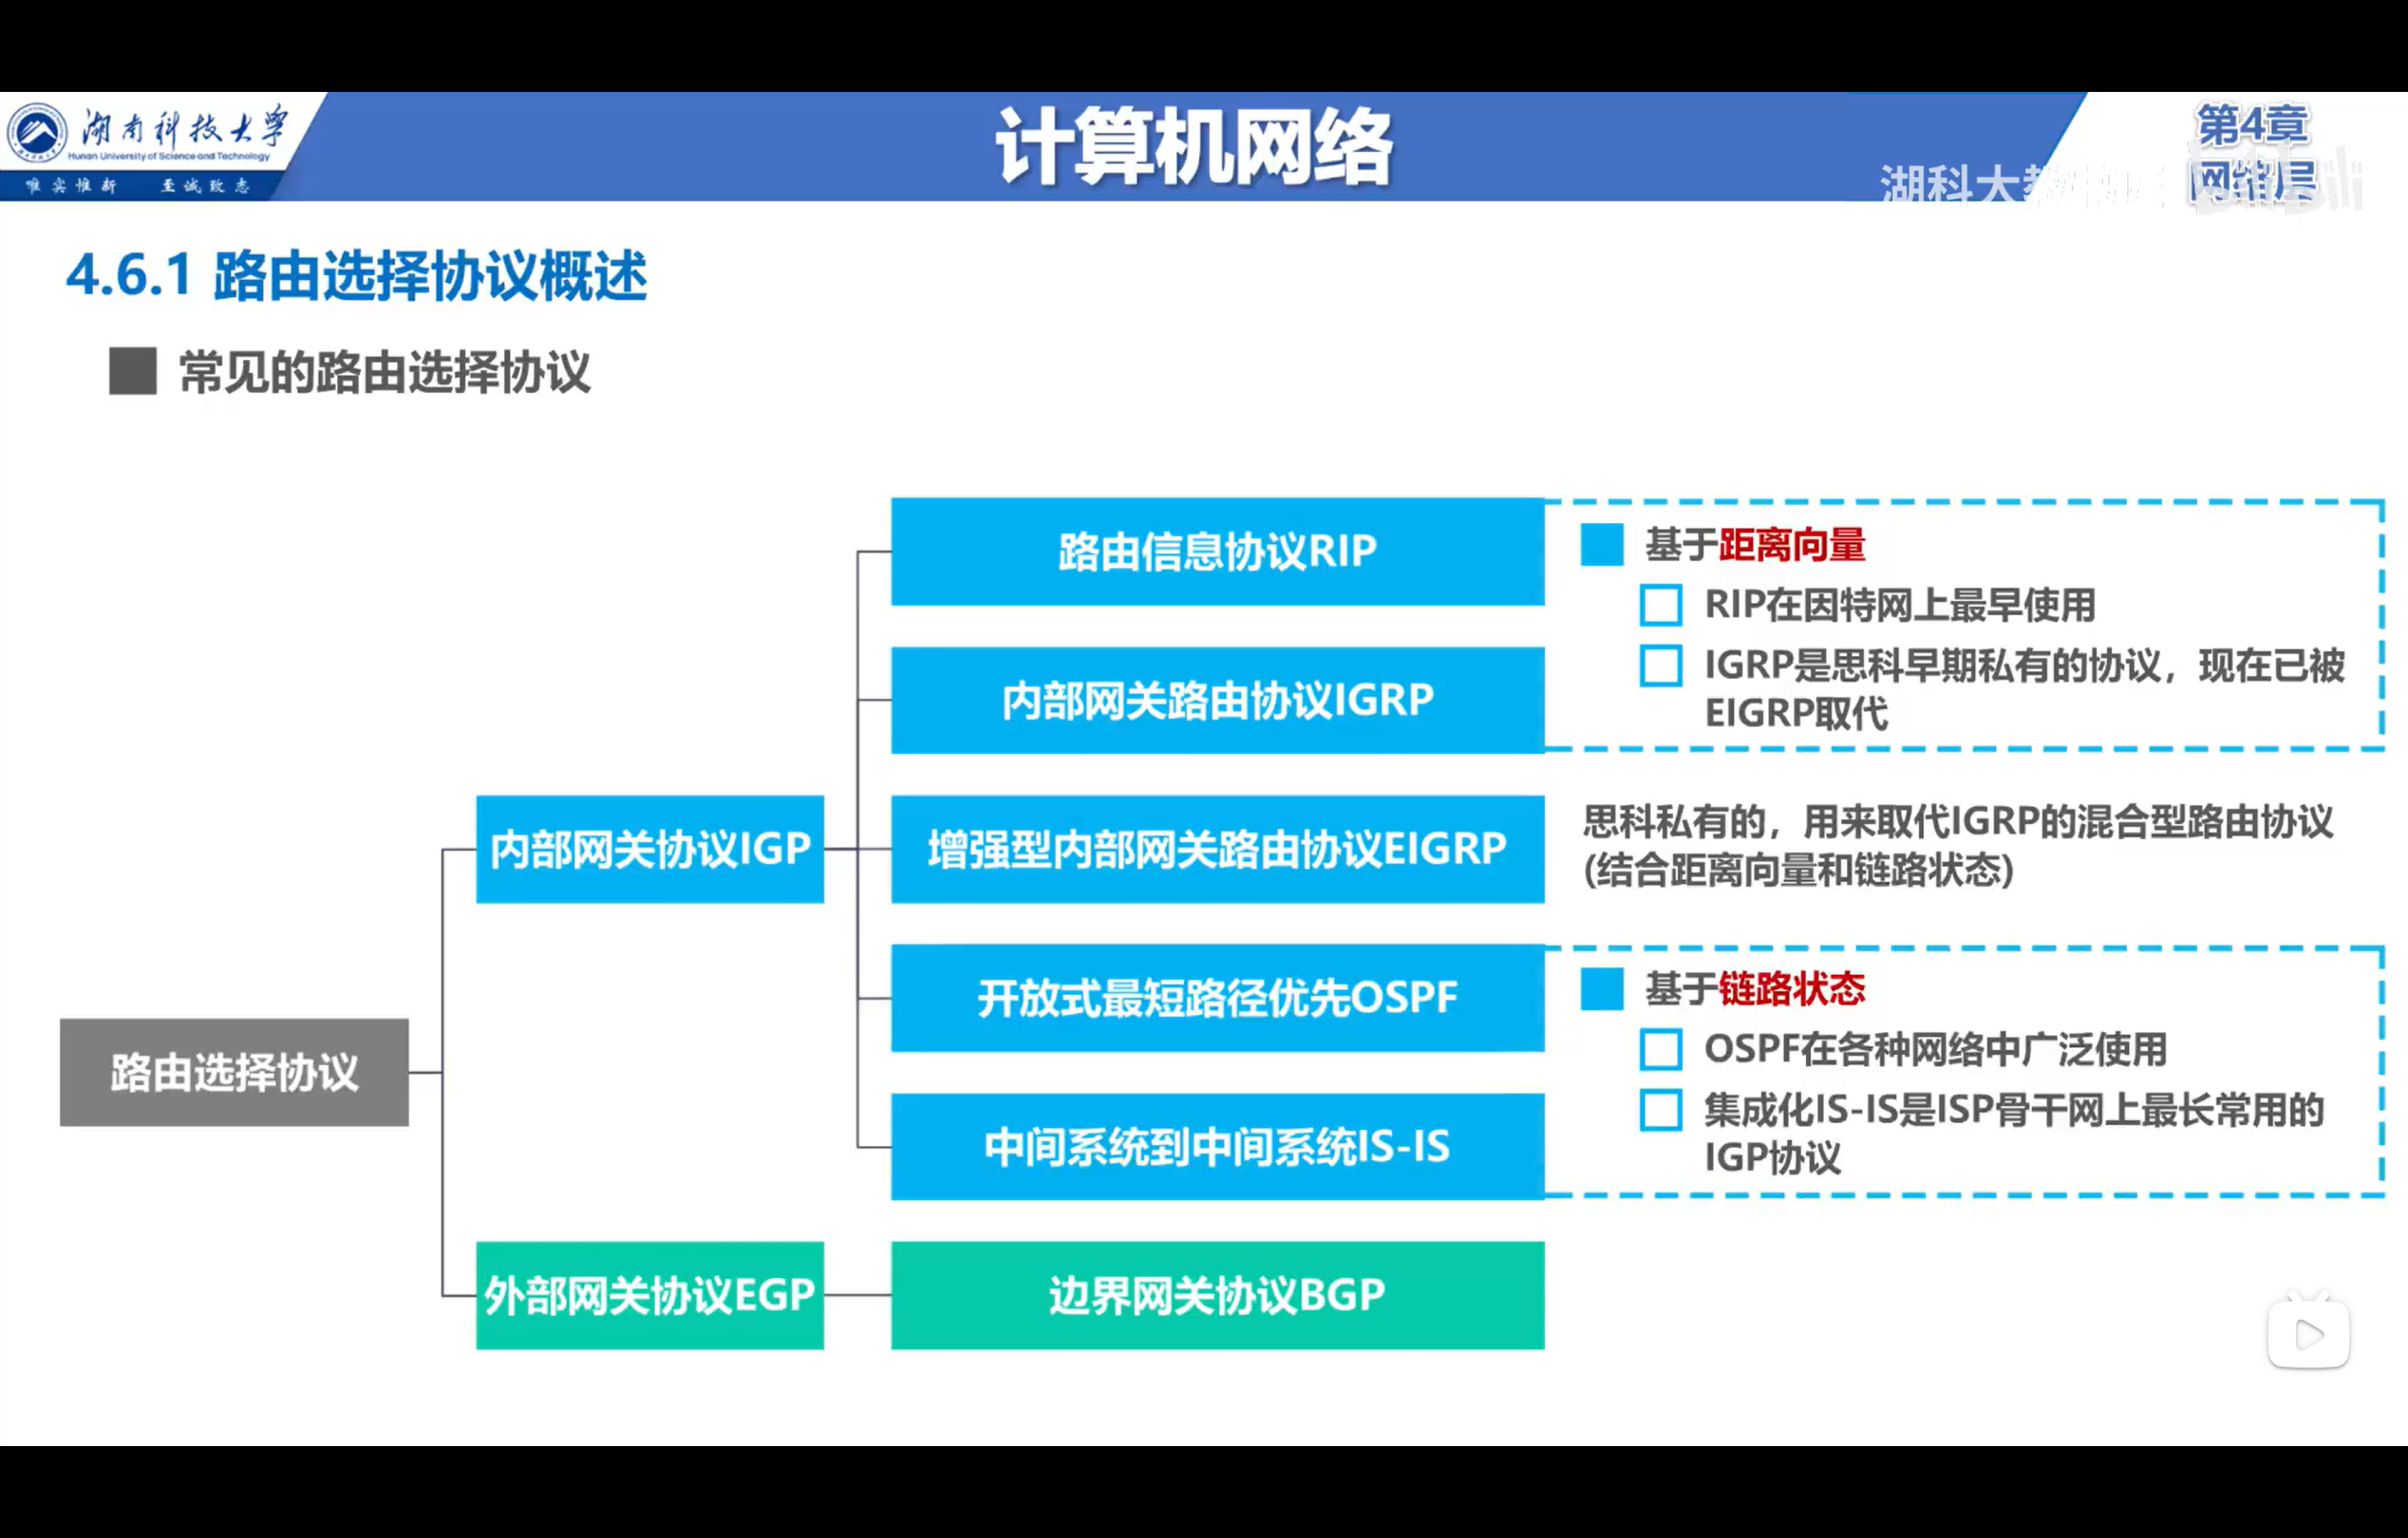 湖南科技大学
Hunan University of Science and Technology
唯实惟新 至诚致志
计算机网络
第4章
网络层
湖科大教
4.6.1 路由选择协议概述
常见的路由选择协议
路由信息协议RIP
基于距离向量
RIP在因特网上最早使用
内部网关路由协议IGRP
IGRP是思科早期私有的协议，现在已被
EIGRP取代
内部网关协议IGP
增强型内部网关路由协议EIGRP
思科私有的，用来取代IGRP的混合型路由协议
(结合距离向量和链路状态)
开放式最短路径优先OSPF
基于链路状态
OSPF在各种网络中广泛使用
路由选择协议
中间系统到中间系统IS-IS
集成化IS-IS是ISP骨干网上最长常用的
IGP协议
外部网关协议EGP
边界网关协议BGP